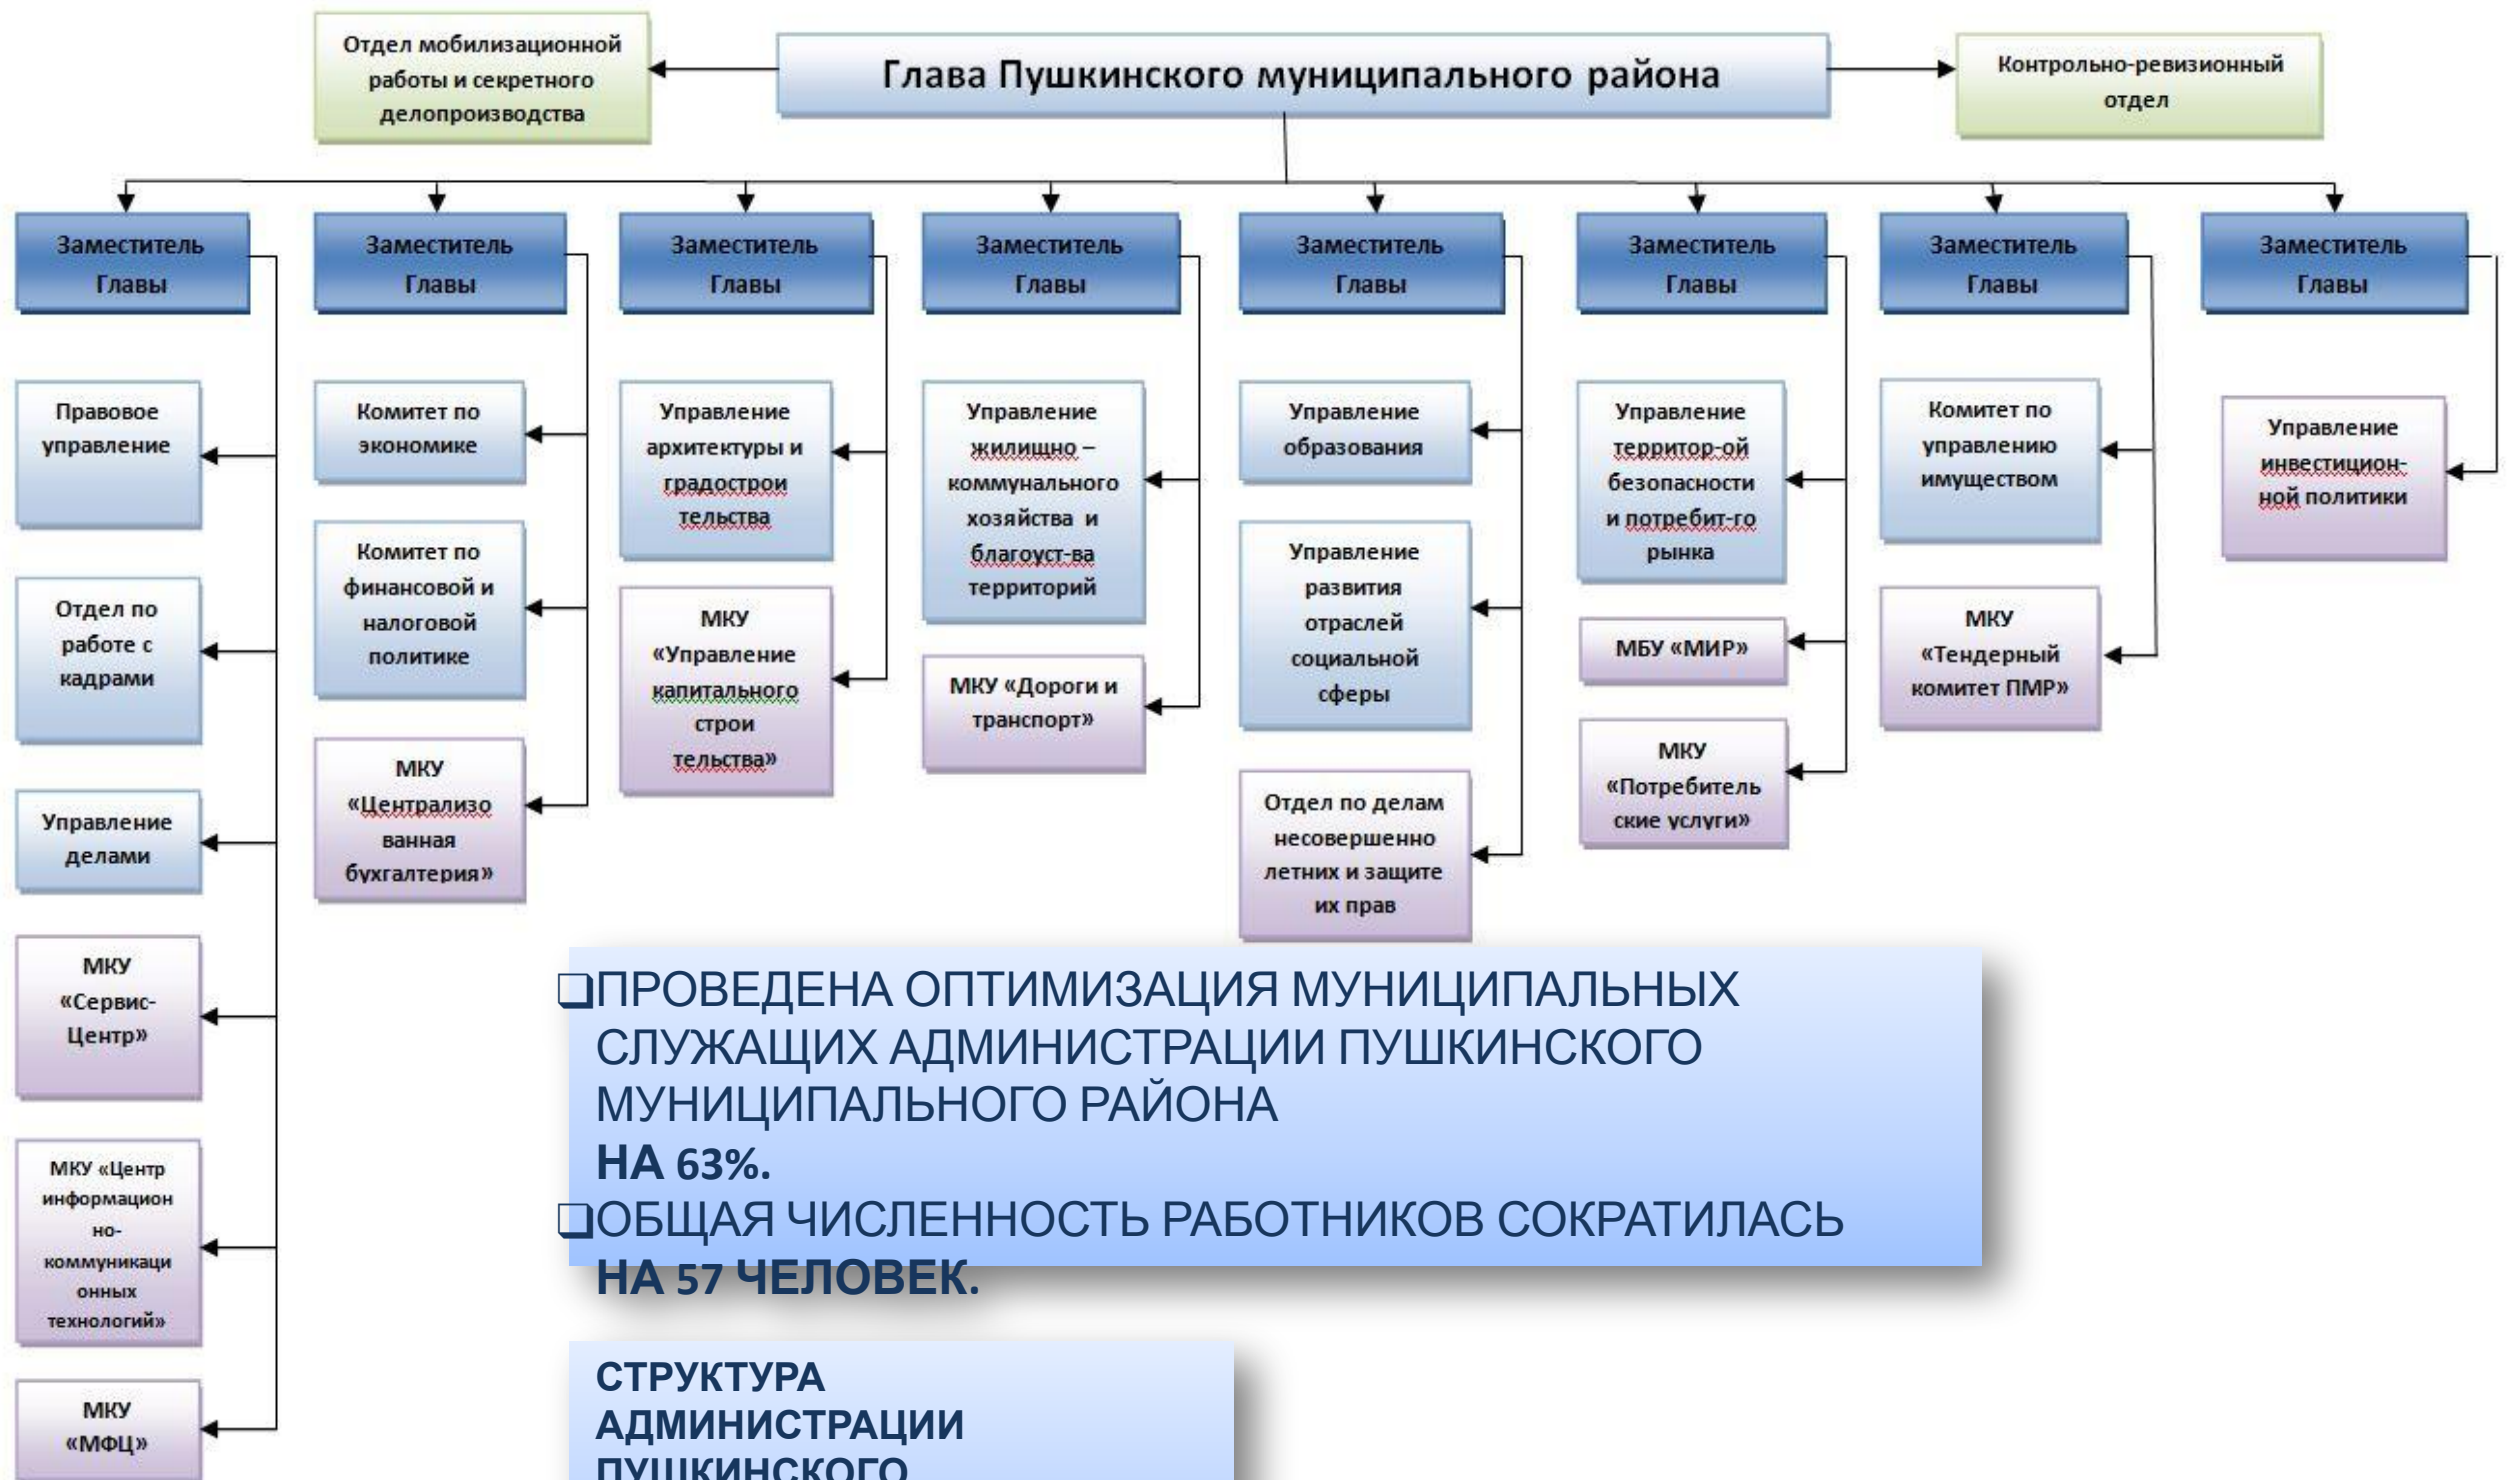 Отдел мобилизационной
работы и секретного
делопроизводства
Глава Пушкинского муниципального района
Контрольно-ревизионный
отдел
Заместитель
Главы
Заместитель
Главы
Заместитель
Главы
Заместитель
Главы
Заместитель
Главы
Заместитель
Главы
Заместитель
Главы
Заместитель
Главы
Правовое
управление
Отдел по
работе с
кадрами
Управление
делами
МКУ
«Сервис-
Центр»
МКУ «Центр
информацион
но-
коммуникаци
онных
технологий»
МКУ
«МФЦ»
Комитет по
экономике
Комитет по
финансовой и
налоговой
политике
МКУ
«Централизо
ванная
бухгалтерия»
Управление
архитектуры и
градострои
тельства
МКУ
«Управление
капитального
строи
тельства»
Управление
жилищно –
коммунального
хозяйства и
благоуст-ва
территорий
МКУ «Дороги и
транспорт»
Управление
образования
Управление
развития
отраслей
социальной
сферы
Отдел по делам
несовершенно
летних и защите
их прав
Управление
территор-ой
безопасности
и потребит-го
рынка
МБУ «МИР»
МКУ
«Потребитель
ские услуги»
Комитет по
управлению
имуществом
МКУ
«Тендерный
комитет ПМР»
Управление
инвестицион-
ной политики
❑ПРОВЕДЕНА ОПТИМИЗАЦИЯ МУНИЦИПАЛЬНЫХ
СЛУЖАЩИХ АДМИНИСТРАЦИИ ПУШКИНСКОГО
МУНИЦИПАЛЬНОГО РАЙОНА
НА 63%.
❑ОБЩАЯ ЧИСЛЕННОСТЬ РАБОТНИКОВ СОКРАТИЛАСЬ
НА 57 ЧЕЛОВЕК.
СТРУКТУРА
АДМИНИСТРАЦИИ
ПУШКИНСКОГО